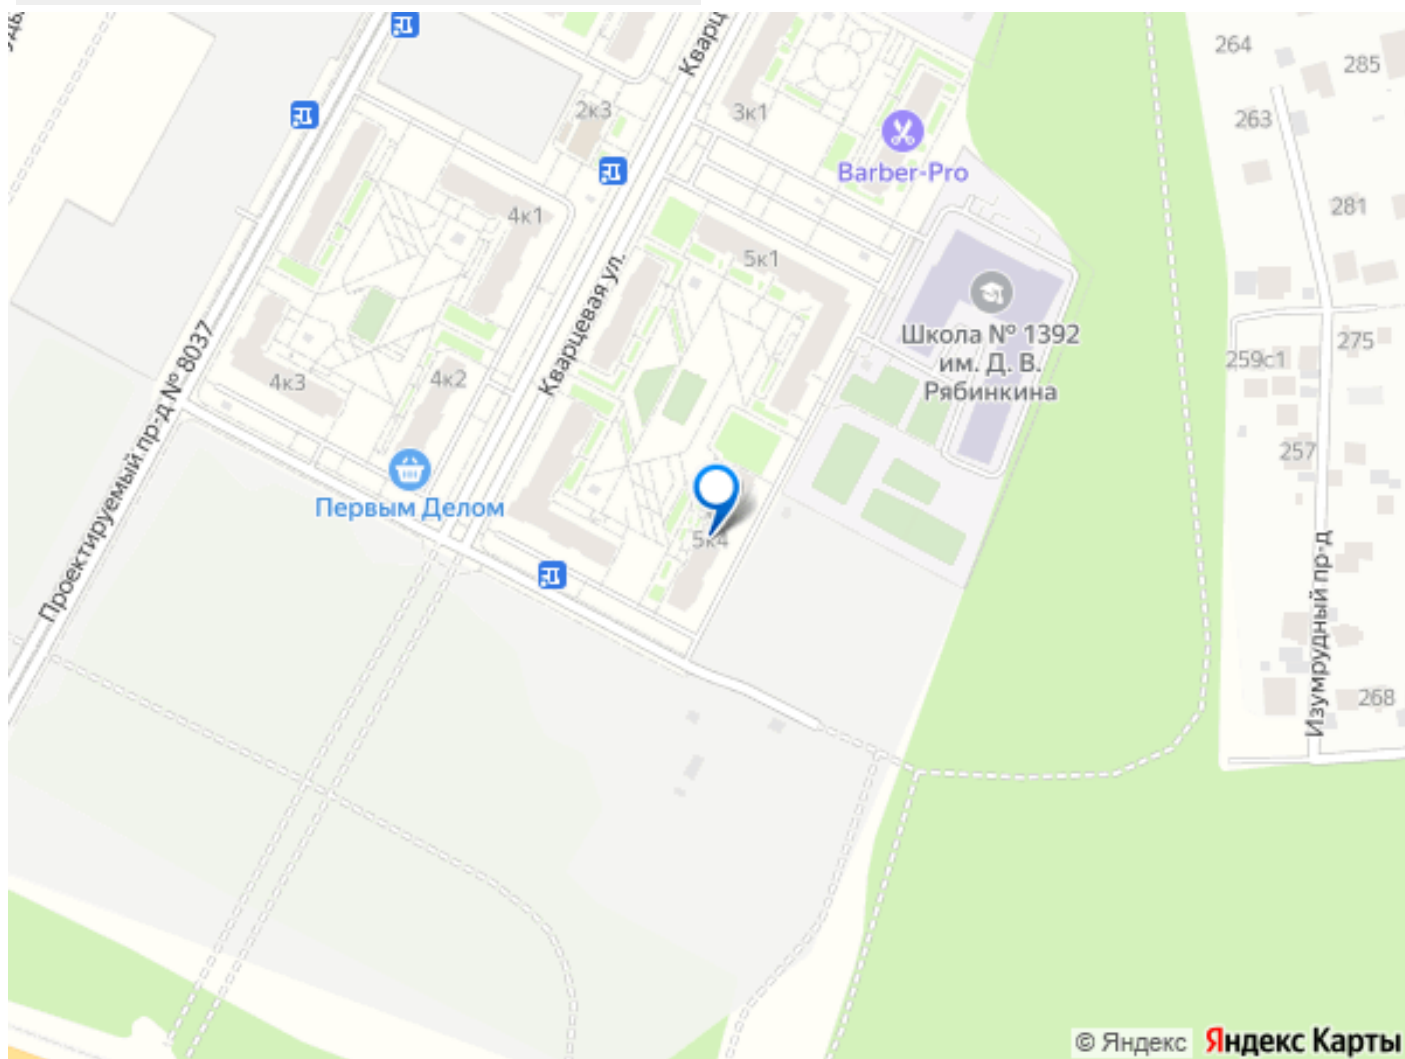 264
285
Кварц
2к3
3к1
263
Barber-Pro
4к1
281
5к1
Кварцевая ул.
Школа № 1392
им. Д. В.
Рябинкина
275
259с1
4к3
4к2
Проектируемый пр-д № 8037
257
Первым Делом
5к4
Изумрудный пр-д
268
© Яндекс Яндекс Карты